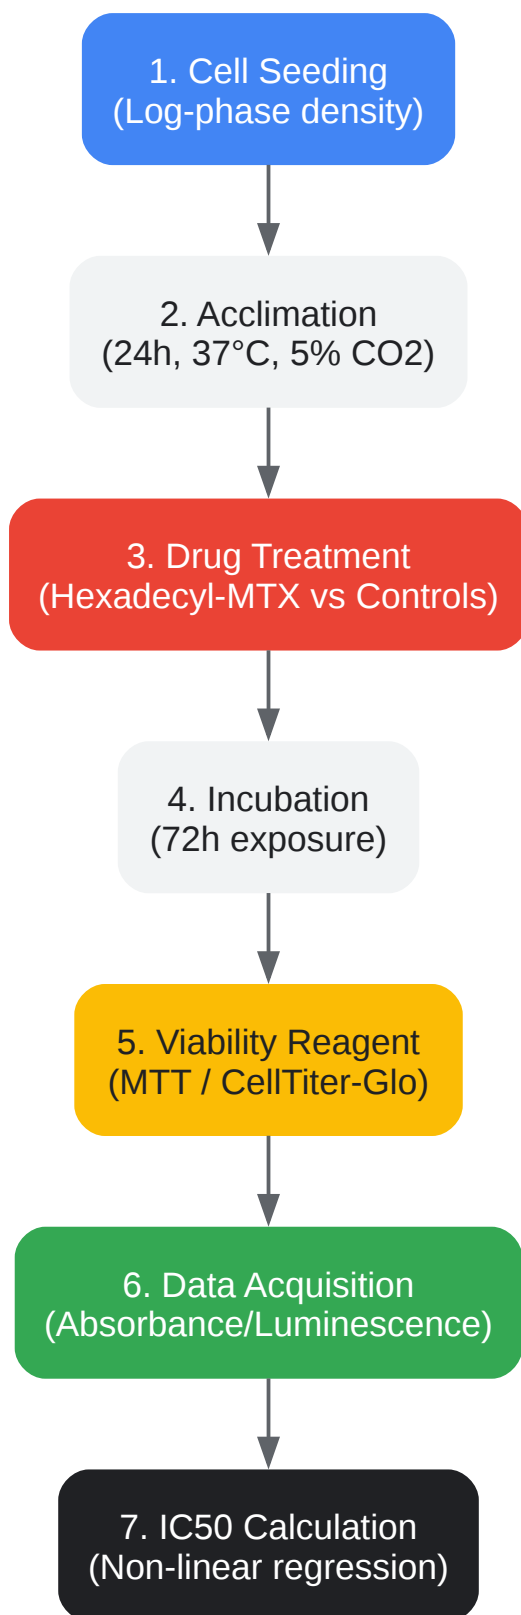 1. Cell Seeding
(Log-phase density)
2. Acclimation
(24h, 37°C, 5% CO2)
3. Drug Treatment
(Hexadecyl-MTX vs Controls)
4. Incubation
(72h exposure)
5. Viability Reagent
(MTT / CellTiter-Glo)
6. Data Acquisition
(Absorbance/Luminescence)
7. IC50 Calculation
(Non-linear regression)